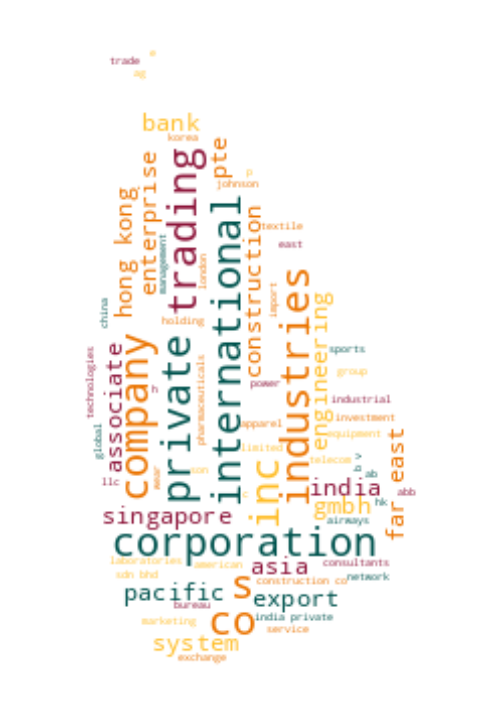 trade
e
ag
bank
korea
pte
johnson
p
trading
enterprise
hong kong
management
london
international
construction
textile
east
china
holding
import
industries
engineering
technologies
associate
company
private
pharmaceuticals
h
power
sports
group
industrial
global
apparel
investment
equipment
far east
limited
telecom
llc
wear
son
c
inc
india
ab
abb
gmbh
hk
singapore
airways
corporation
laboratories
american
asia
consultants
sdn bhd
construction co
network
pacific
s
export
bureau
co
india private
marketing
service
system
exchange